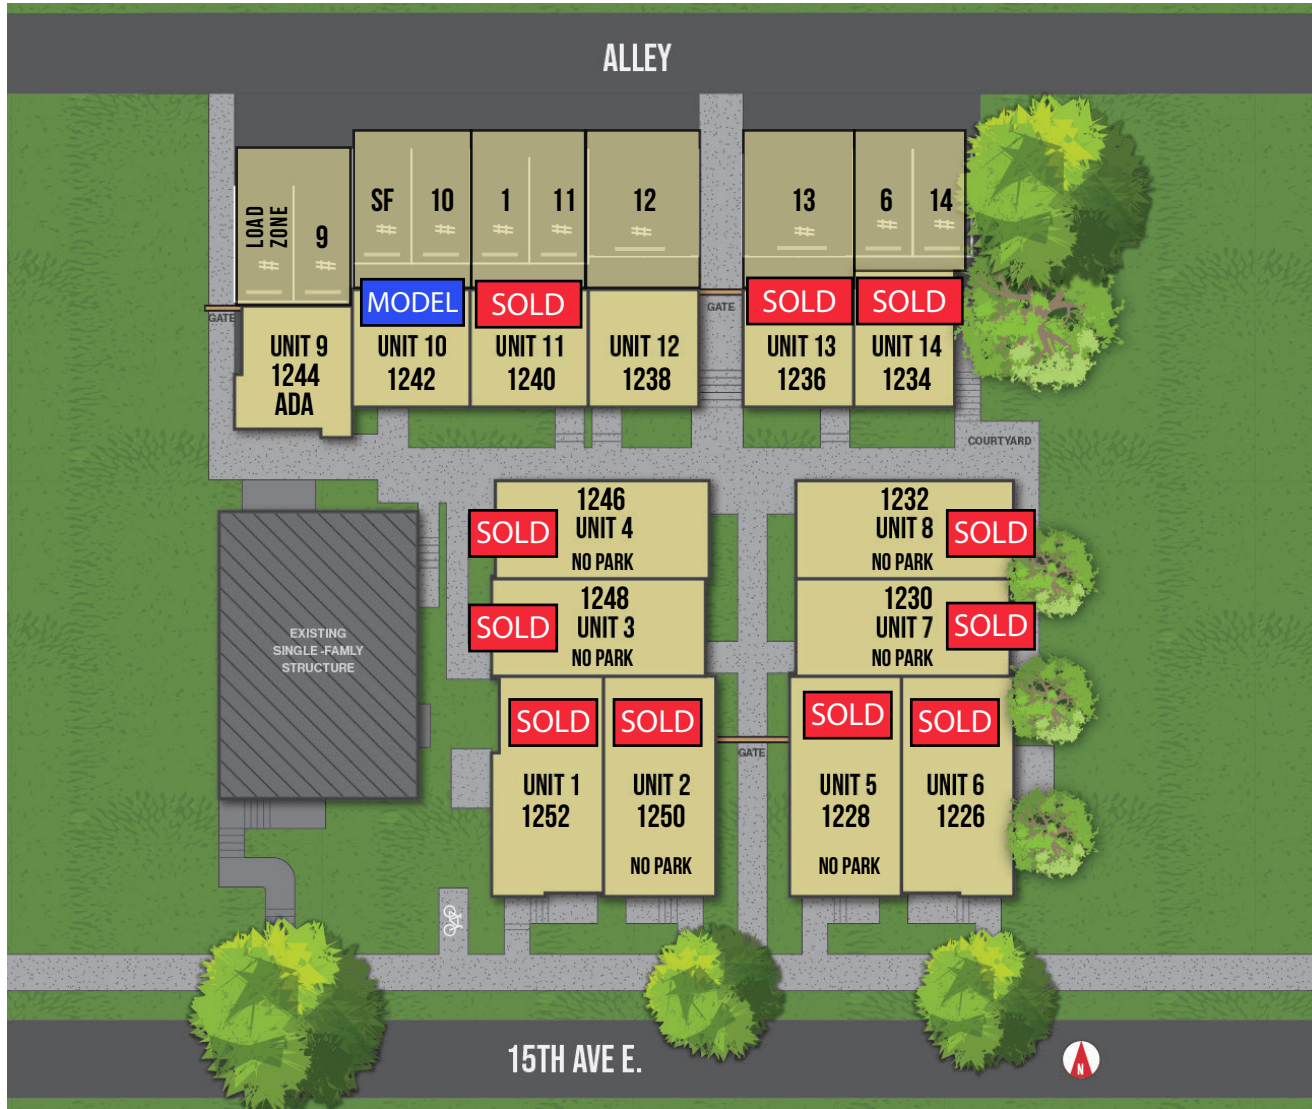 ALLEY
LOAD
ZONE
9
SF
10
1
11
12
13
6
14
MODEL
SOLD
SOLD
SOLD
GATE
GATE
UNIT 9
1244
ADA
UNIT 10
1242
UNIT 11
1240
UNIT 12
1238
UNIT 13
1236
UNIT 14
1234
COURTYARD
1246
UNIT 4
NO PARK
SOLD
1232
UNIT 8
NO PARK
SOLD
1248
UNIT 3
NO PARK
SOLD
1230
UNIT 7
NO PARK
SOLD
EXISTING
SINGLE -FAMLY
STRUCTURE
SOLD
UNIT 1
1252
SOLD
UNIT 2
1250
NO PARK
GATE
SOLD
UNIT 5
1228
NO PARK
SOLD
UNIT 6
1226
15TH AVE E.
N